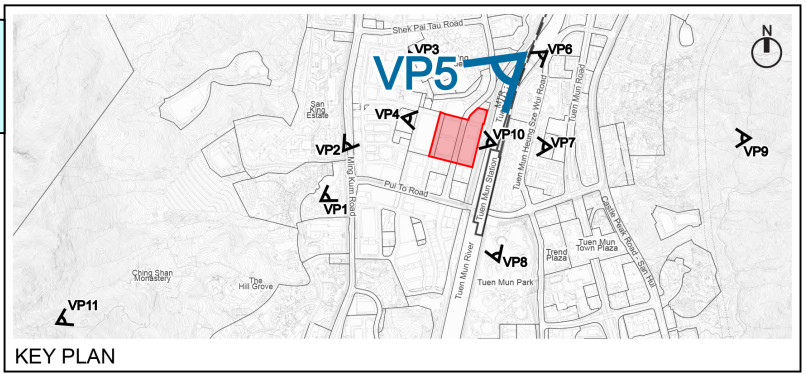 Shek Pai Tau Road
N
VP3
VP6
VP5
San
King
Estate
VP4
Tuen Mun Road
VP2
VP10
VP7
VP9
Tuen Mun Heung Sze Wui Road
Ming Kum Road
Tuen Mun Station
Pui To Road
VP1
Castle Peak Road - San Hui
VP8
Trend
Plaza
Tuen Mun
Town Plaza
Tuen Mun River
Tuen Mun Park
Ching Shan
Monastery
The
Hill Grove
VP11
KEY PLAN